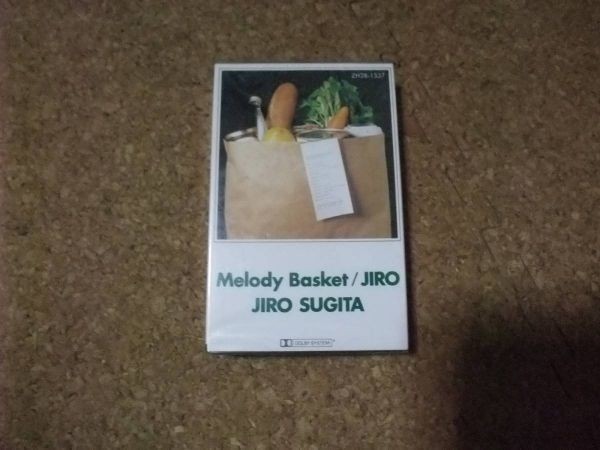 ZH28-1537
Melody Basket / JIRO
JIRO SUGITA
DOLBY SYSTEM